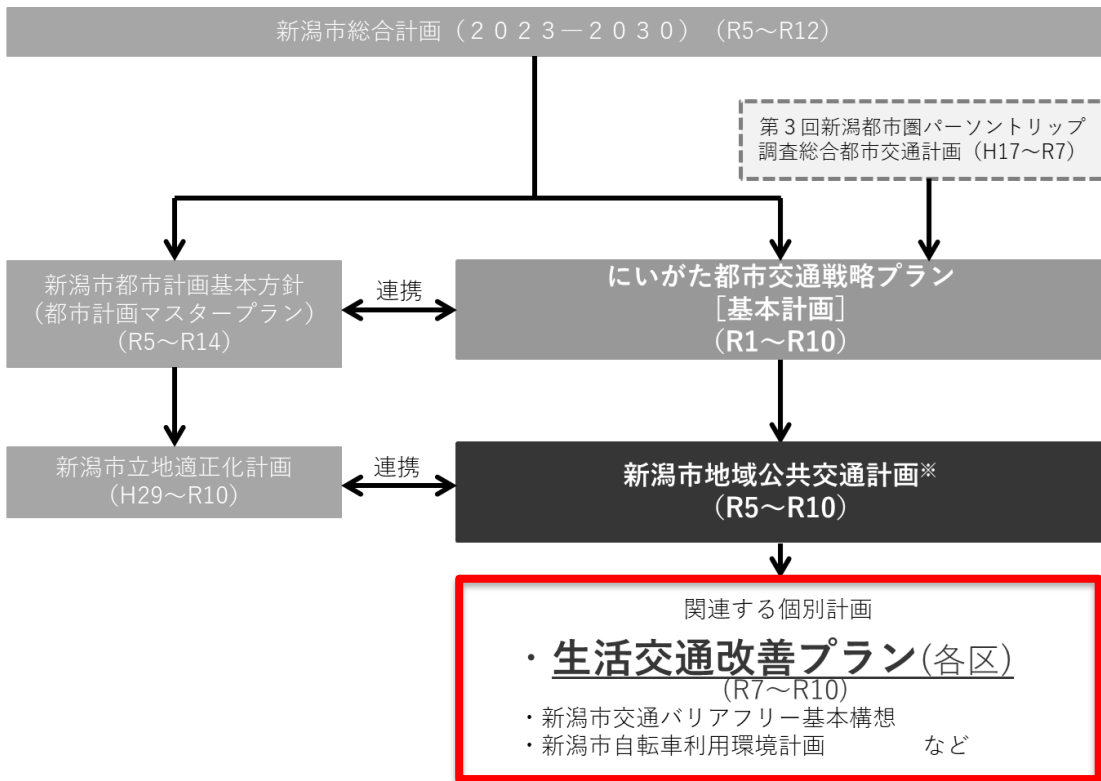 新潟市総合計画（２０２３－２０３０）（R5～R12）
第３回新潟都市圏パーソントリップ
調査総合都市交通計画（H17～R7）
新潟市都市計画基本方針
（都市計画マスタープラン）
（R5～R14）
連携
にいがた都市交通戦略プラン
［基本計画］
（R1～R10）
新潟市立地適正化計画
（H29～R10）
連携
新潟市地域公共交通計画※
（R5～R10）
関連する個別計画
・生活交通改善プラン(各区)
（R7～R10）
・新潟市交通バリアフリー基本構想
・新潟市自転車利用環境計画　　　など